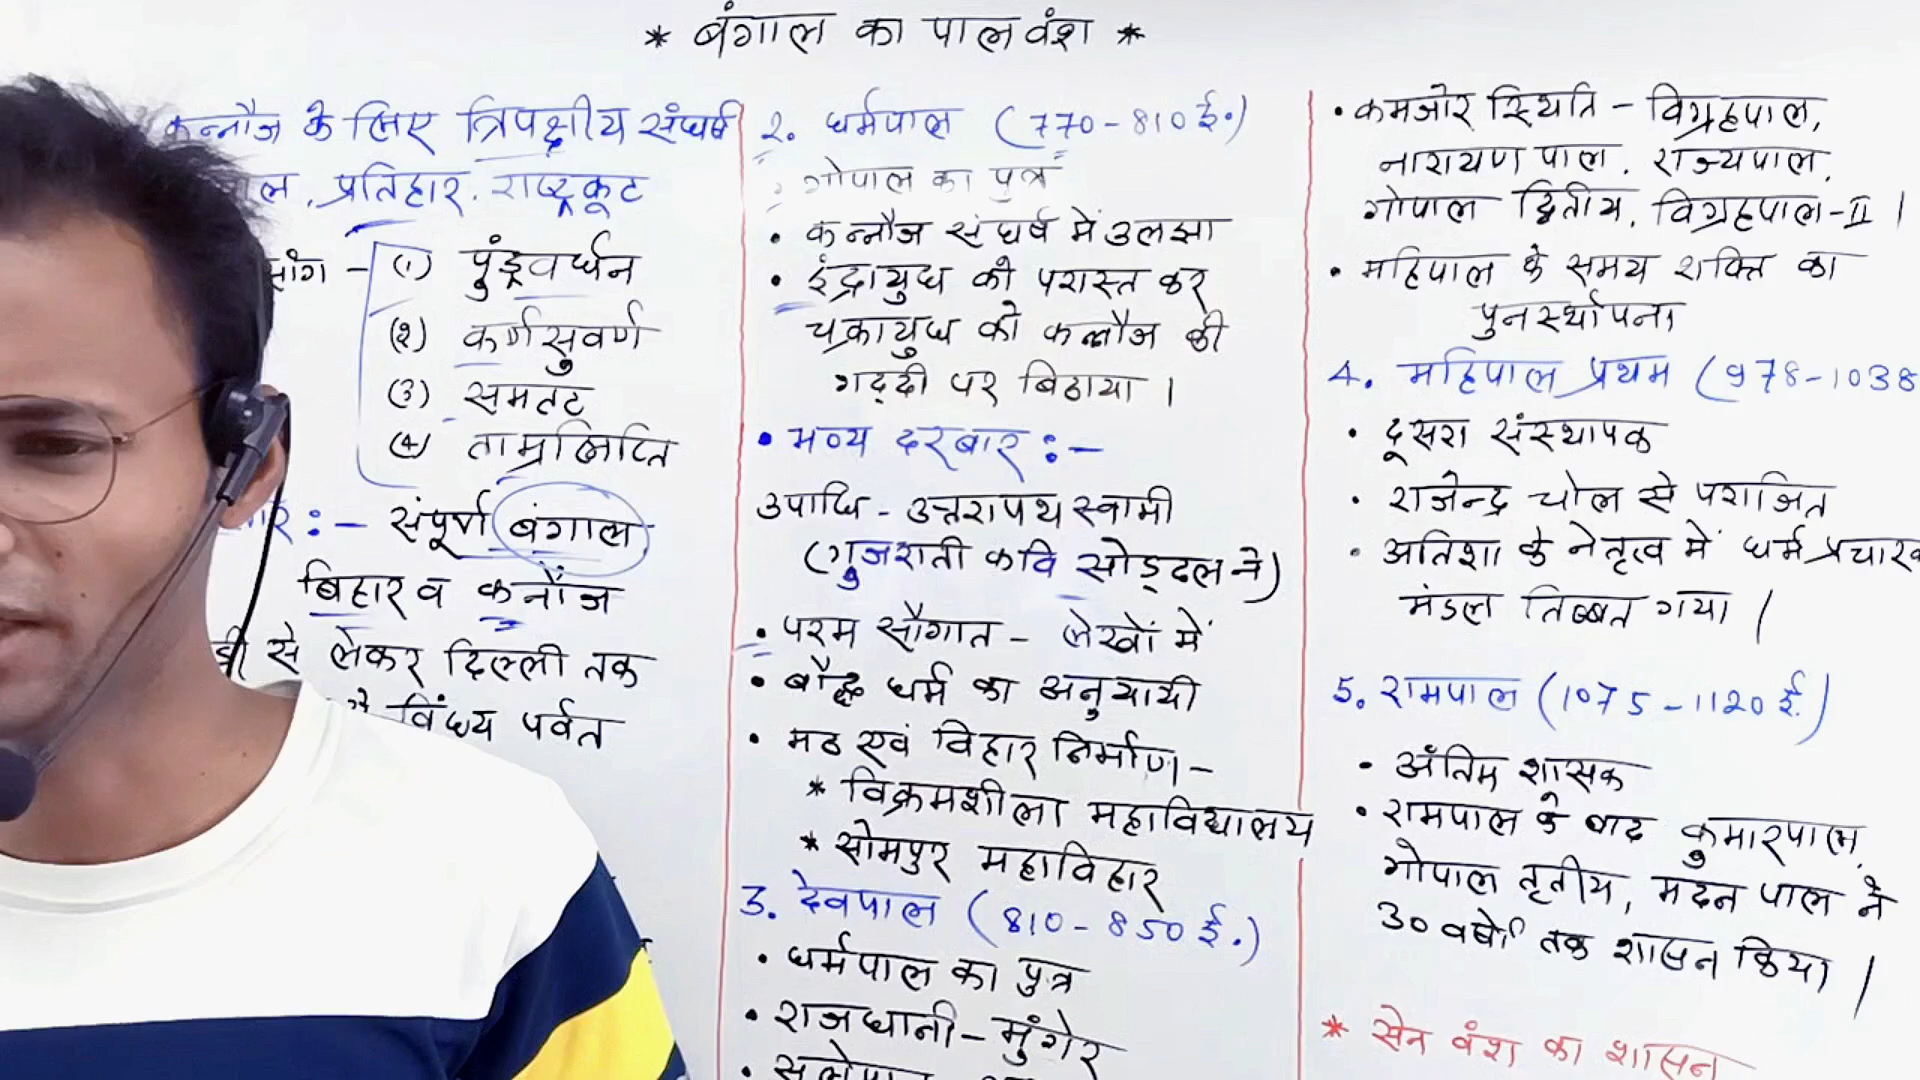 * बंगाल का पाल वंश *
कन्नौज के लिए त्रिपक्षीय संघर्ष
प्रतिहार, राष्ट्रकूट
(1) पुंड्रवर्धन
(2) कर्णसुवर्ण
(3) समतट
(4) ताम्रलिप्ति
:- संपूर्ण बंगाल
बिहार व कन्नौज
से लेकर दिल्ली तक
विंध्य पर्वत
2. धर्मपाल (770-810 ई.)
गोपाल का पुत्र
• कन्नौज संघर्ष में उलझा
• इंद्रायुध को परास्त कर
चक्रायुध को कन्नौज की
गद्दी पर बिठाया।
• भव्य दरबार :-
उपाधि - उत्तरापथ स्वामी
(गुजराती कवि सोड्दल ने)
• परम सौगात - लेखों में
• बौद्ध धर्म का अनुयायी
• मठ एवं विहार निर्माण -
* विक्रमशीला महाविद्यालय
* सोमपुर महाविहार
3. देवपाल (810-850 ई.)
• धर्मपाल का पुत्र
• राजधानी - मुंगेर
• कमजोर स्थिति - विग्रहपाल,
नारायण पाल, राज्यपाल,
गोपाल द्वितीय, विग्रहपाल-II।
• महिपाल के समय शक्ति का
पुनर्स्थापना
4. महिपाल प्रथम (978-1038
• दूसरा संस्थापक
• राजेन्द्र चोल से पराजित
• अतिशा के नेतृत्व में धर्म प्रचारक
मंडल तिब्बत गया।
5. रामपाल (1075-1120 ई.)
• अंतिम शासक
• रामपाल के बाद कुमारपाल,
गोपाल तृतीय, मदन पाल ने
30 वर्षो तक शासन किया।
* सेन वंश का शासन